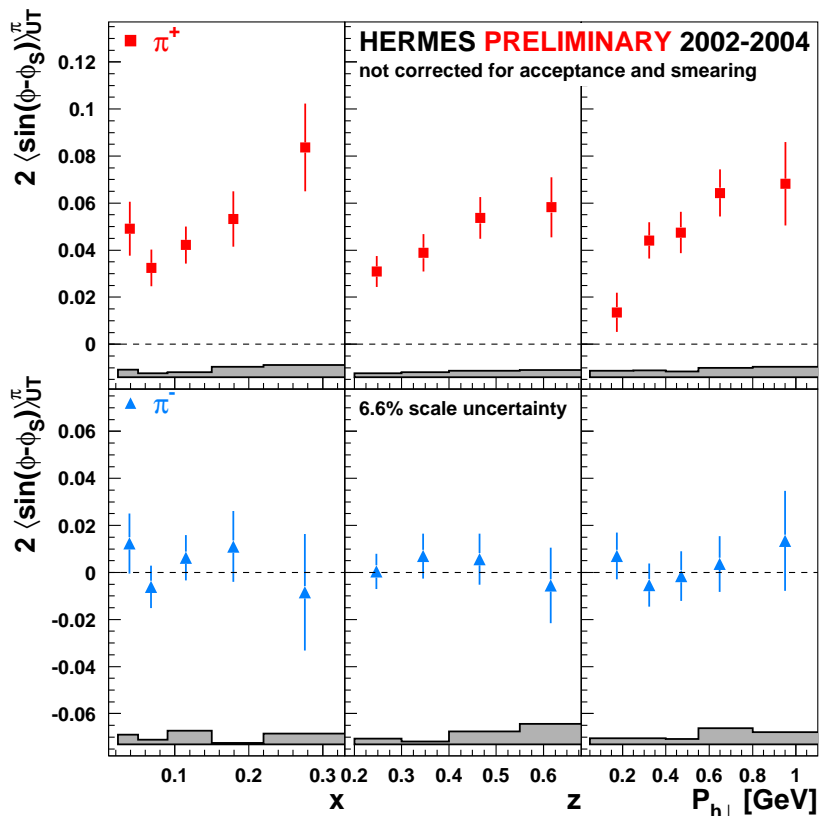 2 ⟨sin(ϕ-ϕS)⟩πUT
π+
HERMES PRELIMINARY 2002-2004
not corrected for acceptance and smearing
0.12
0.1
0.08
0.06
0.04
0.02
0
2 ⟨sin(ϕ-ϕS)⟩πUT
π-
6.6% scale uncertainty
0.06
0.04
0.02
0
-0.02
-0.04
-0.06
0.1 0.2 0.3 0.2 0.3 0.4 0.5 0.6 0.2 0.4 0.6 0.8 1
x z Ph⊥ [GeV]